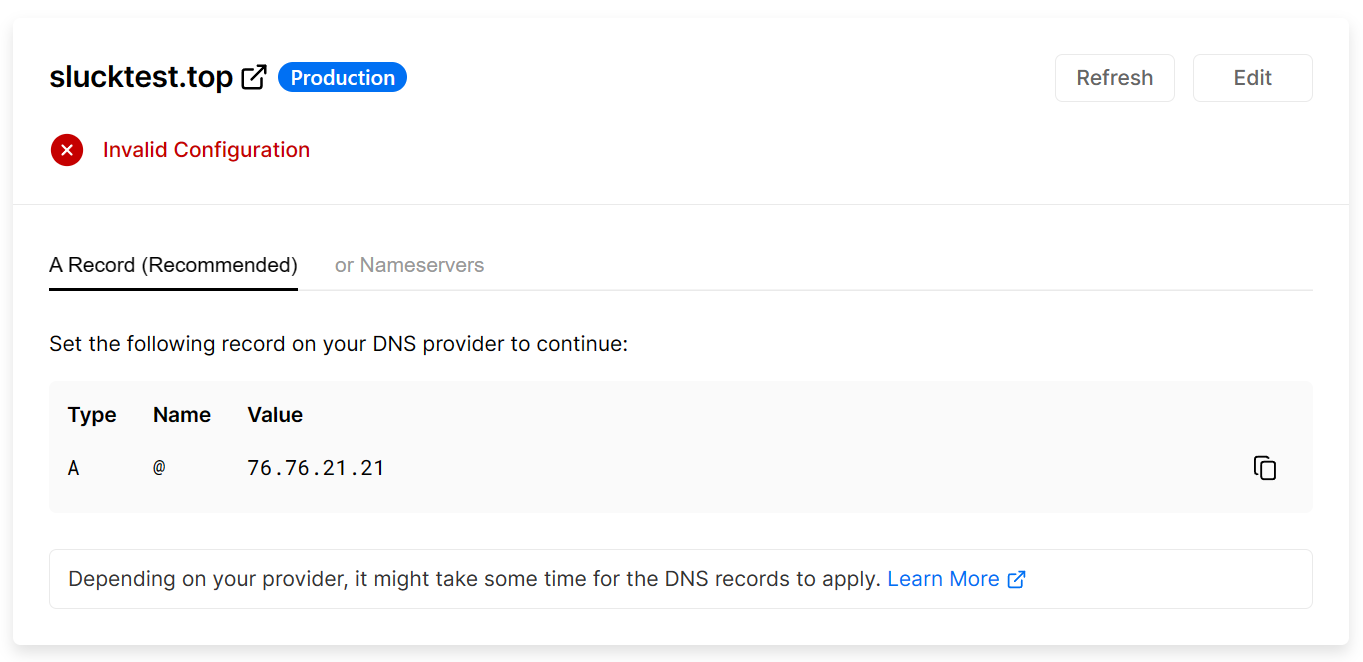 slucktest.top Production Refresh Edit
Invalid Configuration
A Record (Recommended) or Nameservers
Set the following record on your DNS provider to continue:
Type Name Value
A @ 76.76.21.21
Depending on your provider, it might take some time for the DNS records to apply. Learn More